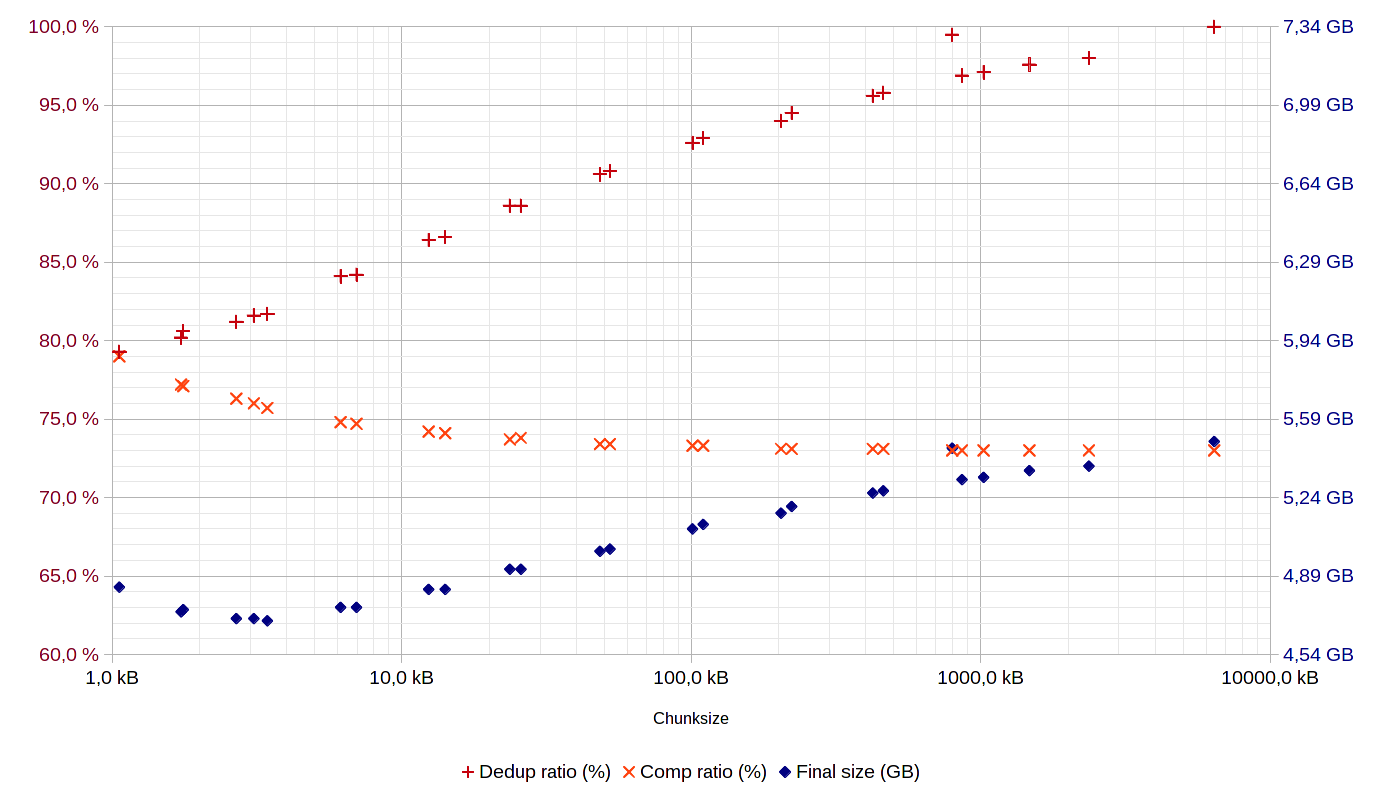 100,0 % 7,34 GB
95,0 % 6,99 GB
90,0 % 6,64 GB
85,0 % 6,29 GB
80,0 % 5,94 GB
75,0 % 5,59 GB
70,0 % 5,24 GB
65,0 % 4,89 GB
60,0 % 4,54 GB
1,0 kB 10,0 kB 100,0 kB 1000,0 kB 10000,0 kB
Chunksize
Dedup ratio (%) Comp ratio (%) Final size (GB)